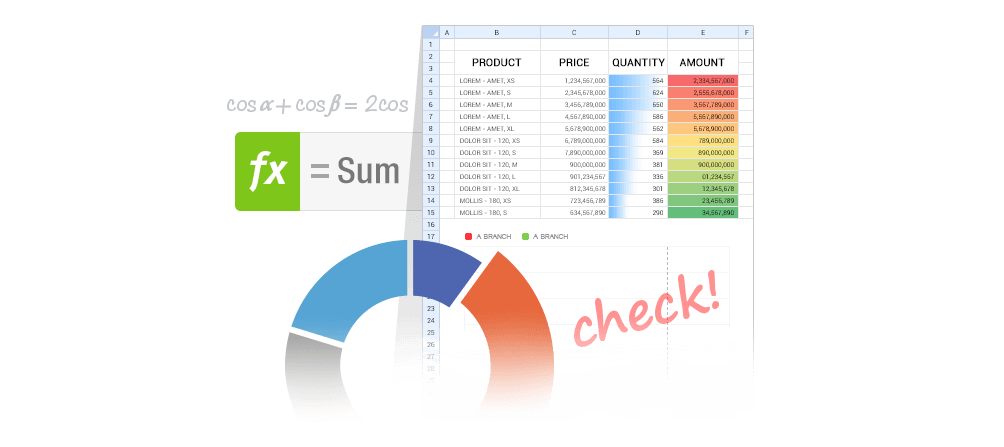 A B C D E F
1
2
PRODUCT PRICE QUANTITY AMOUNT
3
4 LOREM - AMET, XS 1,234,567,000 564 2,334,567,000
5 LOREM - AMET, S 2,345,678,000 624 2,556,678,000
6 LOREM - AMET, M 3,456,789,000 650 3,567,789,000
7 LOREM - AMET, L 4,567,890,000 586 5,567,890,000
8 LOREM - AMET, XL 5,678,900,000 562 5,678,900,000
9 DOLOR SIT - 120, XS 6,789,000,000 584 789,000,000
10 DOLOR SIT - 120, S 7,890,000,000 369 890,000,000
11 DOLOR SIT - 120, M 900,000,000 381 900,000,000
12 DOLOR SIT - 120, L 901,234,567 336 01,234,567
13 DOLOR SIT - 120, XL 812,345,678 301 12,345,678
14 MOLLIS - 180, XS 723,456,789 386 23,456,789
15 MOLLIS - 180, S 634,567,890 290 34,567,890
16
17 A BRANCH A BRANCH
cos α + cos β = 2cos
fx = Sum
check!
23
24
25
26
27
28